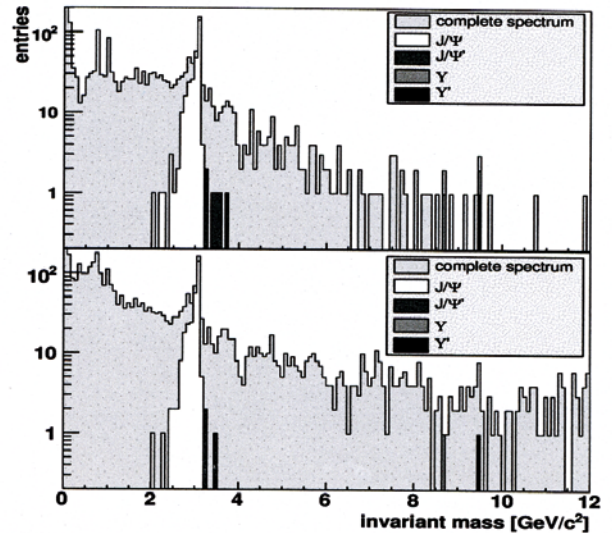 entries
10²
10
1
complete spectrum
J/Ψ
J/Ψ'
Υ
Υ'
10²
10
1
complete spectrum
J/Ψ
J/Ψ'
Υ
Υ'
0 2 4 6 8 10 12
invariant mass [GeV/c²]